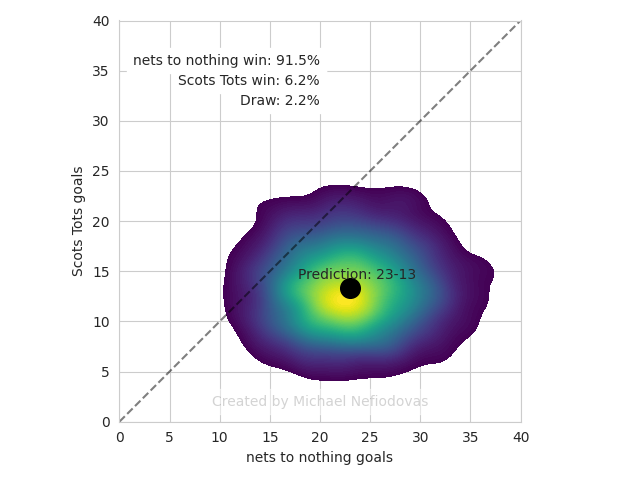 40
35
30
25
20
15
10
5
0
Scots Tots goals
nets to nothing win: 91.5%
Scots Tots win: 6.2%
Draw: 2.2%
Prediction: 23-13
Created by Michael Nefiodovas
0 5 10 15 20 25 30 35 40
nets to nothing goals